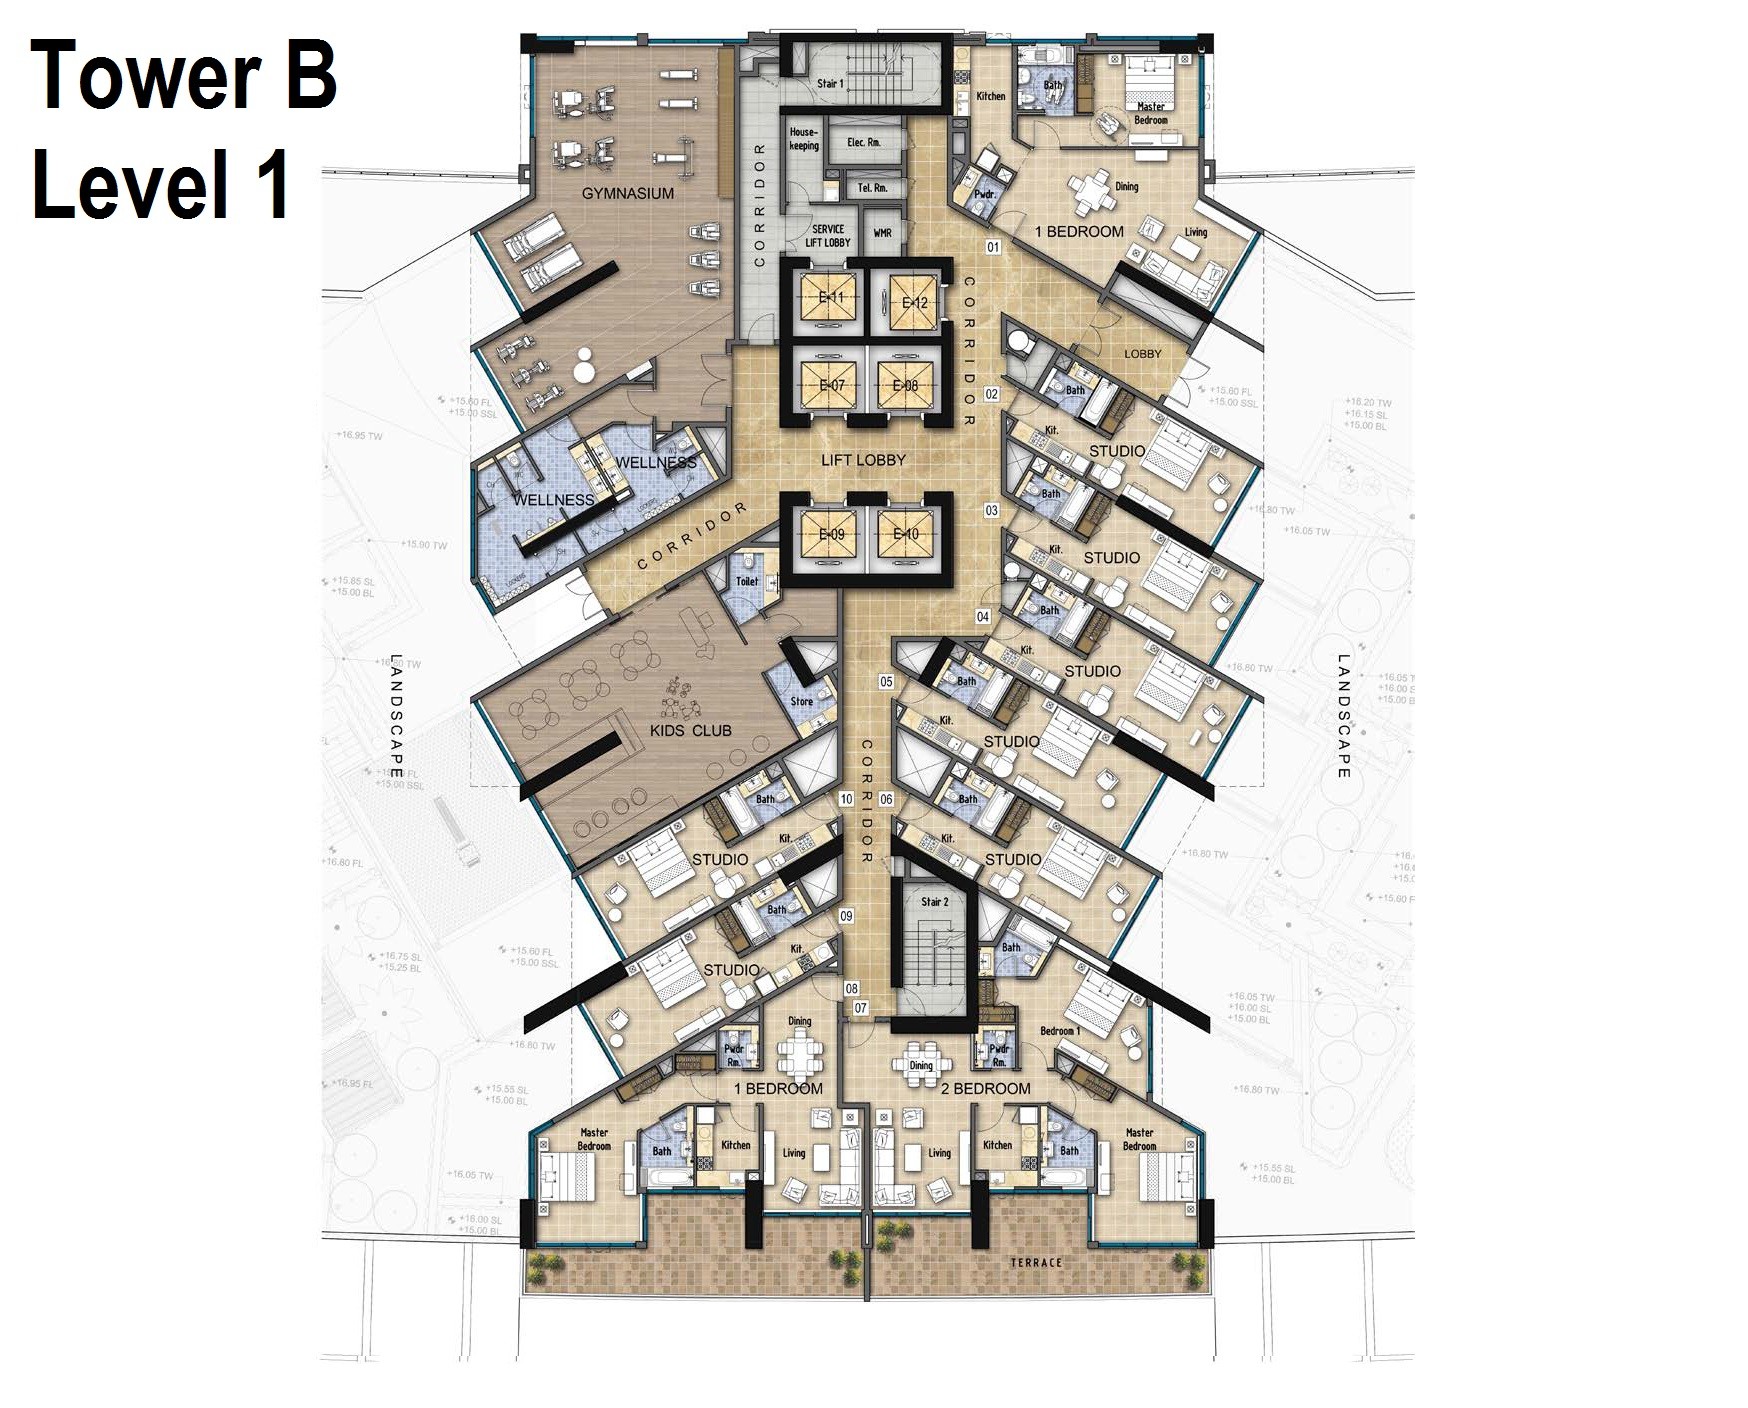 Tower B
Level 1
Stair 1
Kitchen
Bath
Master
Bedroom
House-
keeping
Elec. Rm.
CORRIDOR
Tel. Rm.
Dining
GYMNASIUM
Pwdr.
SERVICE
LIFT LOBBY
WMR
1 BEDROOM
Living
01
E-11
E-12
CORRIDOR
LOBBY
E-07
E-08
02
Bath
+15.60 FL
+15.00 SSL
+15.60 FL
+15.00 SSL
+18.20 TW
+16.15 SL
+15.00 BL
+16.95 TW
Kit.
STUDIO
WELLNESS
LIFT LOBBY
WELLNESS
Bath
03
CORRIDOR
+16.80 TW
+16.05 TW
E-09
E-10
+15.90 TW
Kit.
STUDIO
SH
LOCKERS
+15.85 SL
+15.00 BL
Toilet
Bath
04
LANDSCAPE
+16.80 TW
Kit.
STUDIO
+16.80 TW
LANDSCAPE
05
Bath
Store
KIDS CLUB
Kit.
STUDIO
CORRIDOR
+15.00 SSL
10
06
Bath
Bath
Kit.
STUDIO
Kit.
STUDIO
+16.80 FL
+16.80 TW
Stair 2
Bath
09
Kit.
STUDIO
Bath
+15.60 FL
+15.00 SSL
+16.75 SL
+15.25 BL
08
07
+16.05 TW
+16.00 SL
+15.00 BL
Dining
Bedroom 1
+16.80 TW
Pwdr
Rm.
Pwdr
Rm.
Dining
1 BEDROOM
2 BEDROOM
+16.95 FL
+15.55 SL
+15.00 BL
+16.80 TW
Master
Bedroom
Bath
Kitchen
Living
Living
Kitchen
Bath
Master
Bedroom
+16.05 TW
+15.55 SL
+15.00 BL
+16.00 SL
+15.00 BL
TERRACE